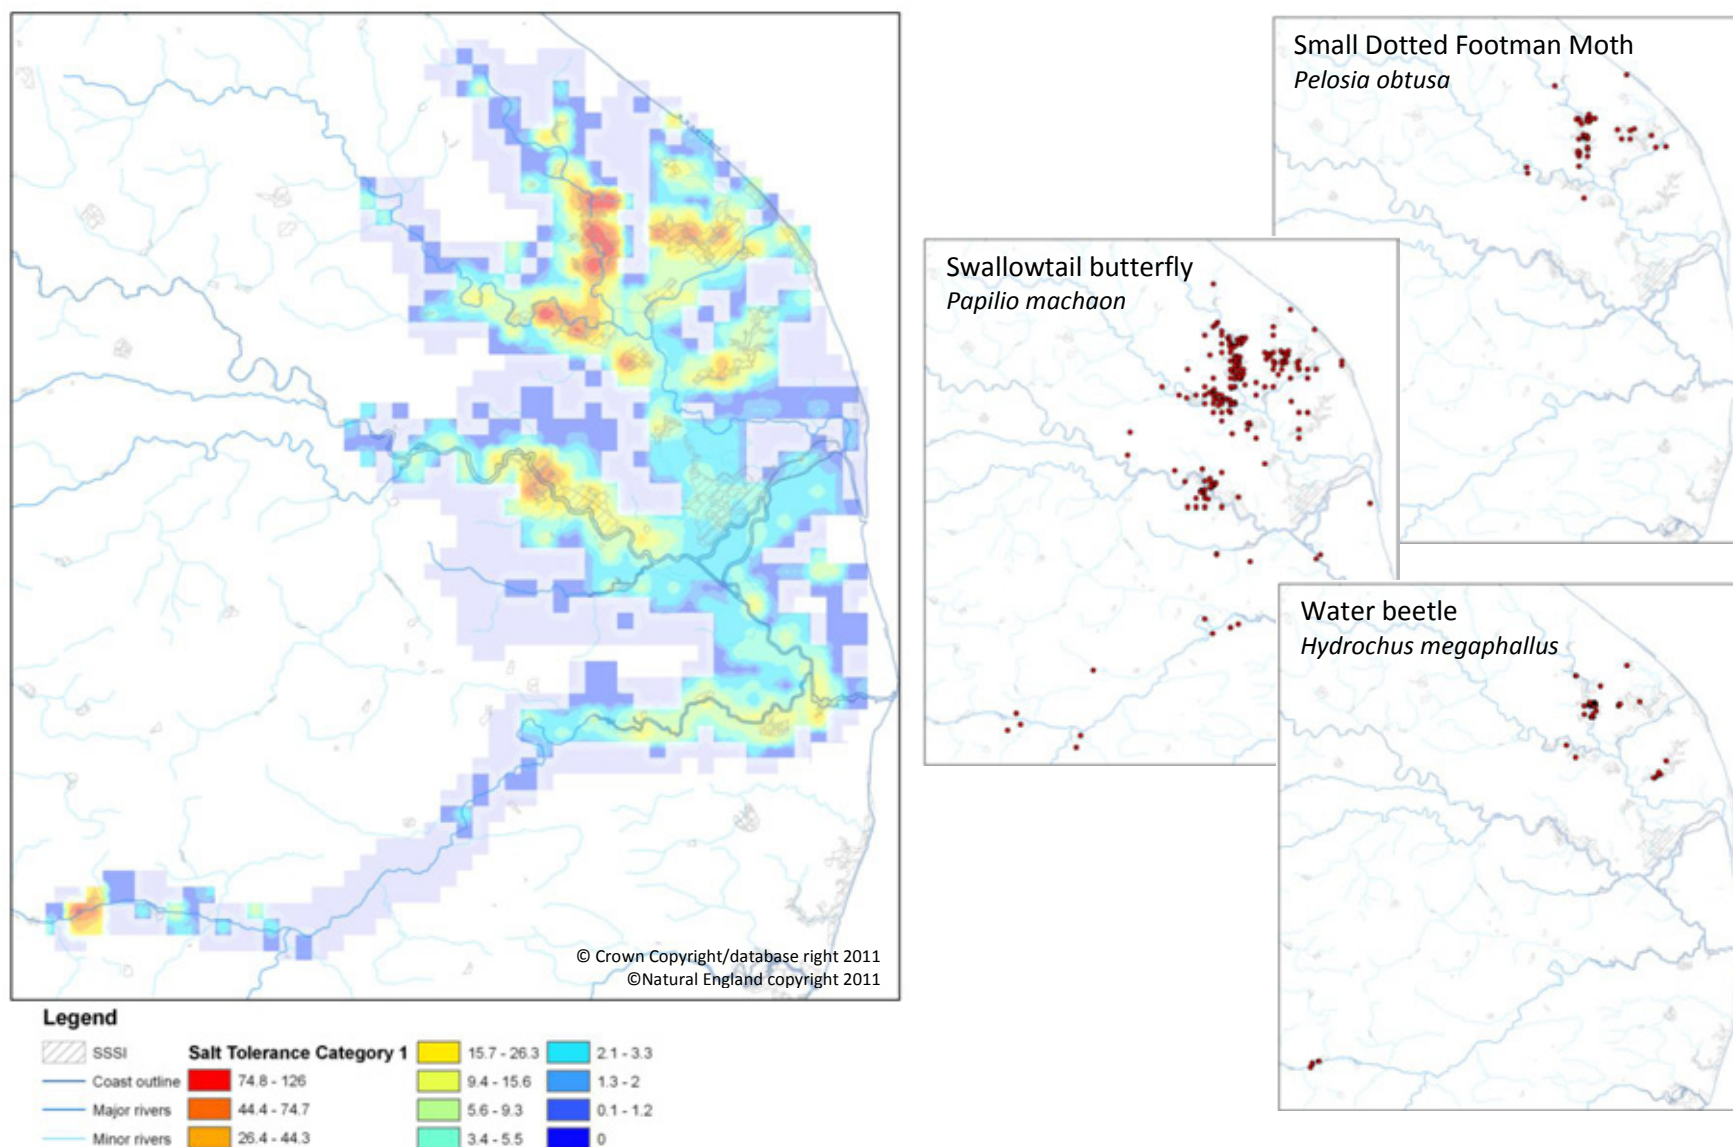 Small Dotted Footman Moth
Pelosia obtusa
Swallowtail butterfly
Papilio machaon
Water beetle
Hydrochus megaphallus
© Crown Copyright/database right 2011
©Natural England copyright 2011
Legend
SSSI
Coast outline
Major rivers
Minor rivers
Salt Tolerance Category 1
74.8 - 126
44.4 - 74.7
26.4 - 44.3
15.7 - 26.3
9.4 - 15.6
5.6 - 9.3
3.4 - 5.5
2.1 - 3.3
1.3 - 2
0.1 - 1.2
0